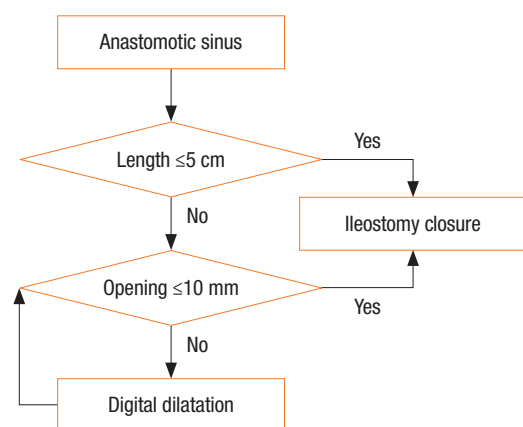 Anastomotic sinus
Length ≤5 cm
Yes
No
Ileostomy closure
Opening ≤10 mm
Yes
No
Digital dilatation